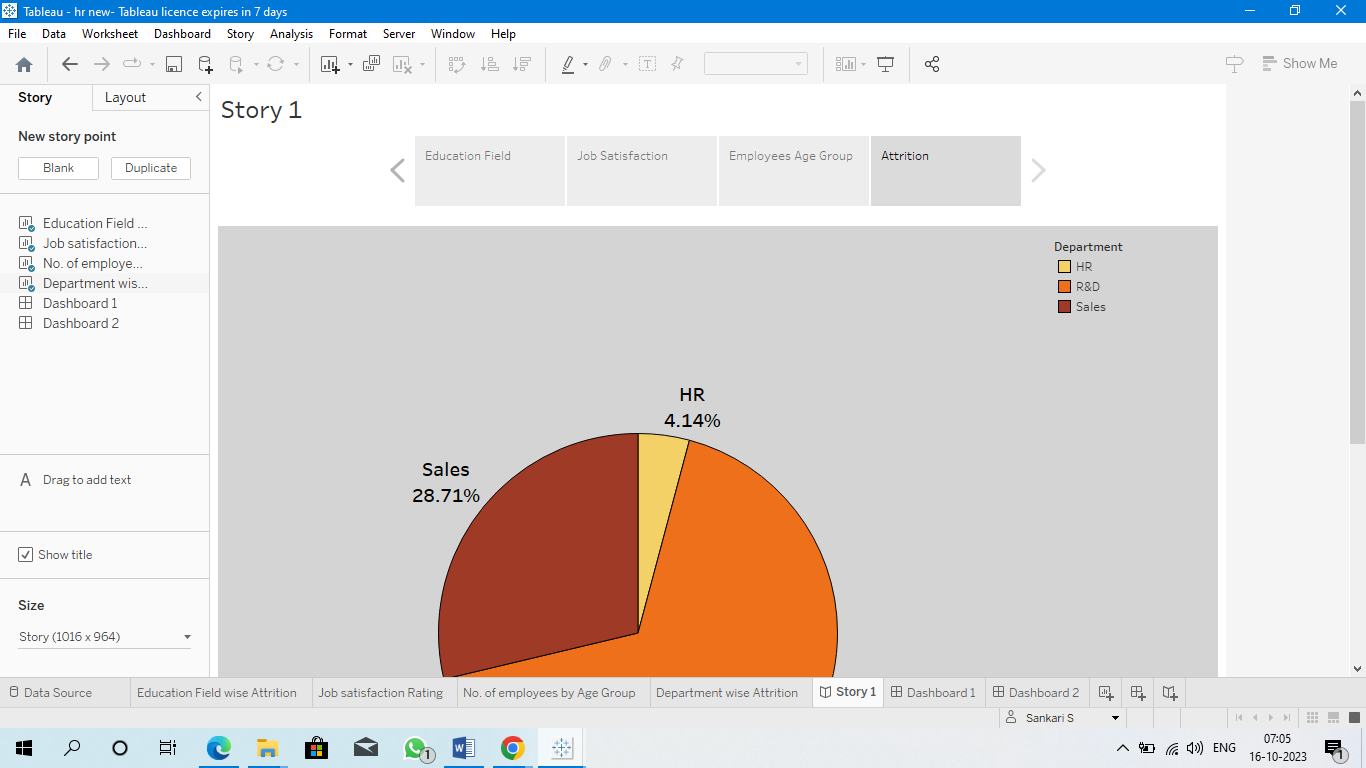 Tableau - hr new- Tableau licence expires in 7 days
File Data Worksheet Dashboard Story Analysis Format Server Window Help
Show Me
Story Layout
New story point
Blank Duplicate
Education Field ...
Job satisfaction...
No. of employe...
Department wis...
Dashboard 1
Dashboard 2
A Drag to add text
Show title
Size
Story (1016 x 964)
Story 1
Education Field Job Satisfaction Employees Age Group Attrition
Department
HR
R&D
Sales
HR
4.14%
Sales
28.71%
Data Source Education Field wise Attrition Job satisfaction Rating No. of employees by Age Group Department wise Attrition Story 1 Dashboard 1 Dashboard 2
Sankari S
1 ENG 07:05
16-10-2023 1